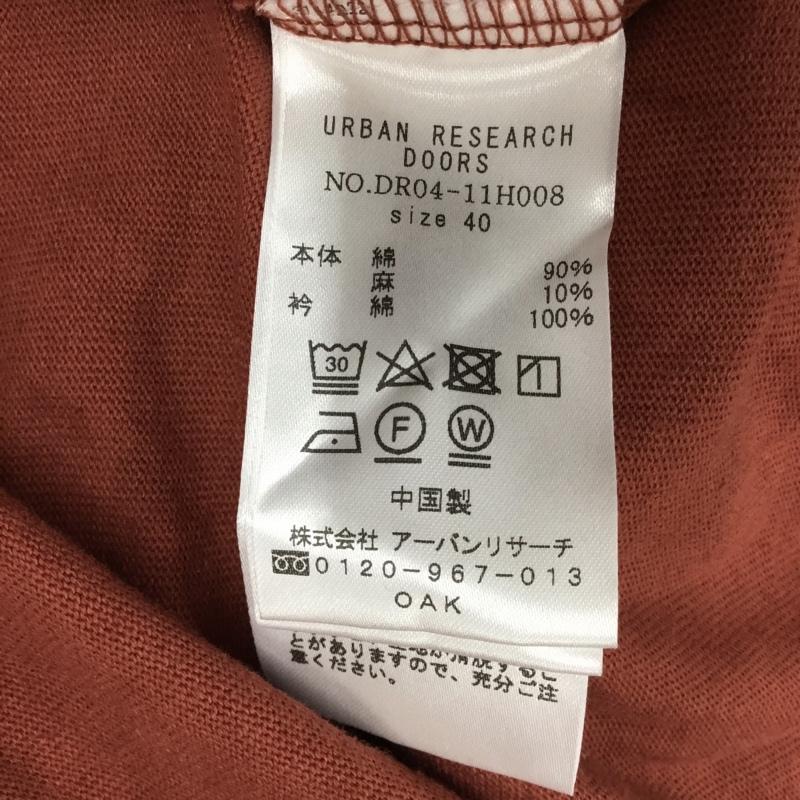 URBAN RESEARCH
DOORS
NO.DR04-11H008
size 40
本体 綿 90%
麻 10%
衿 綿 100%
30
F W
中国製
株式会社 アーバンリサーチ
0120-967-013
OAK
とがありますので、充分ご注
意ください。